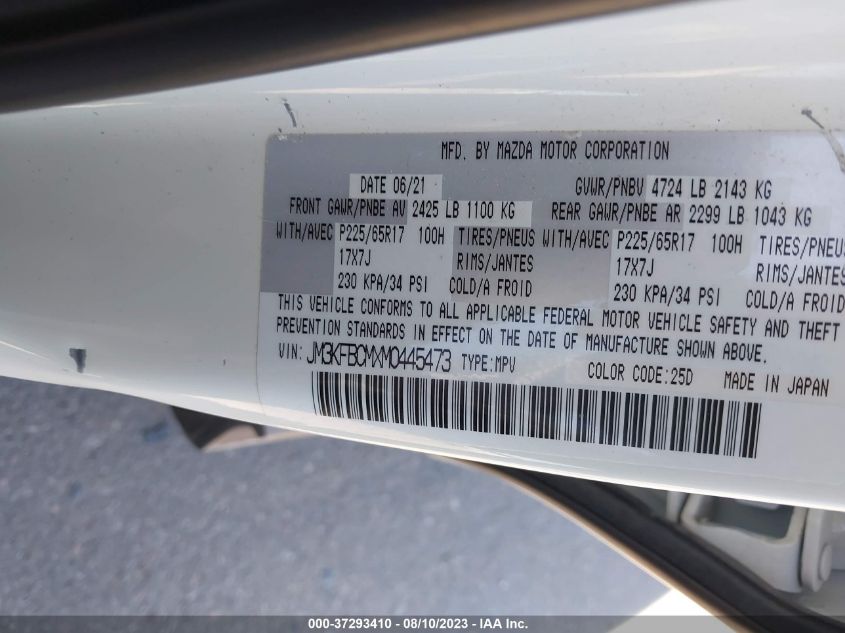 MFD. BY MAZDA MOTOR CORPORATION
DATE 06/21 GVWR/PNBV 4724 LB 2143 KG
FRONT GAWR/PNBE AV 2425 LB 1100 KG REAR GAWR/PNBE AR 2299 LB 1043 KG
WITH/AVEC P225/65R17 100H TIRES/PNEUS WITH/AVEC P225/65R17 100H TIRES/PNEUS
17X7J RIMS/JANTES 17X7J RIMS/JANTES
230 KPA/34 PSI COLD/A FROID 230 KPA/34 PSI COLD/A FROID
THIS VEHICLE CONFORMS TO ALL APPLICABLE FEDERAL MOTOR VEHICLE SAFETY AND THEFT
PREVENTION STANDARDS IN EFFECT ON THE DATE OF MANUFACTURE SHOWN ABOVE.
VIN: JM3KFBCMXM0445473 TYPE:MPV COLOR CODE:25D MADE IN JAPAN
000-37293410 - 08/10/2023 - IAA Inc.